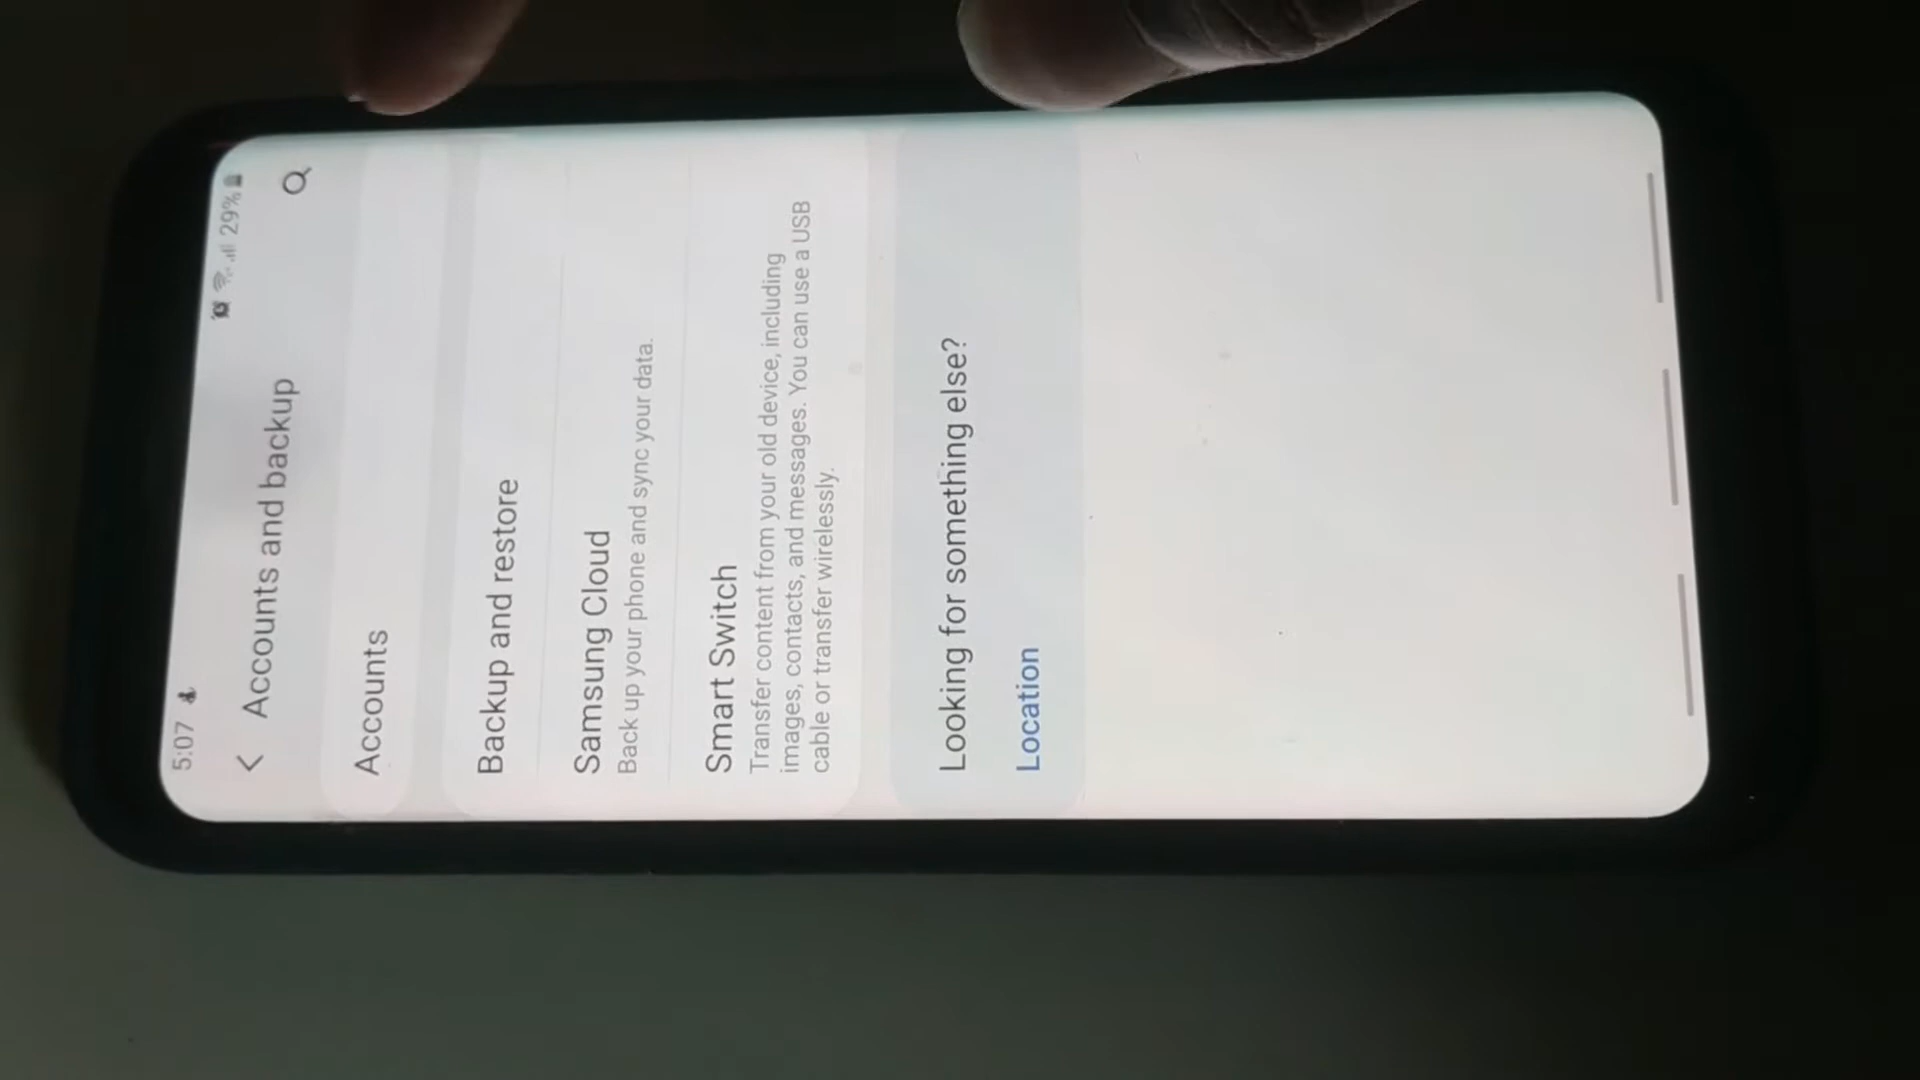 5:07
29%
Accounts and backup
Accounts
Backup and restore
Samsung Cloud
Back up your phone and sync your data.
Smart Switch
Transfer content from your old device, including
images, contacts, and messages. You can use a USB
cable or transfer wirelessly.
Looking for something else?
Location